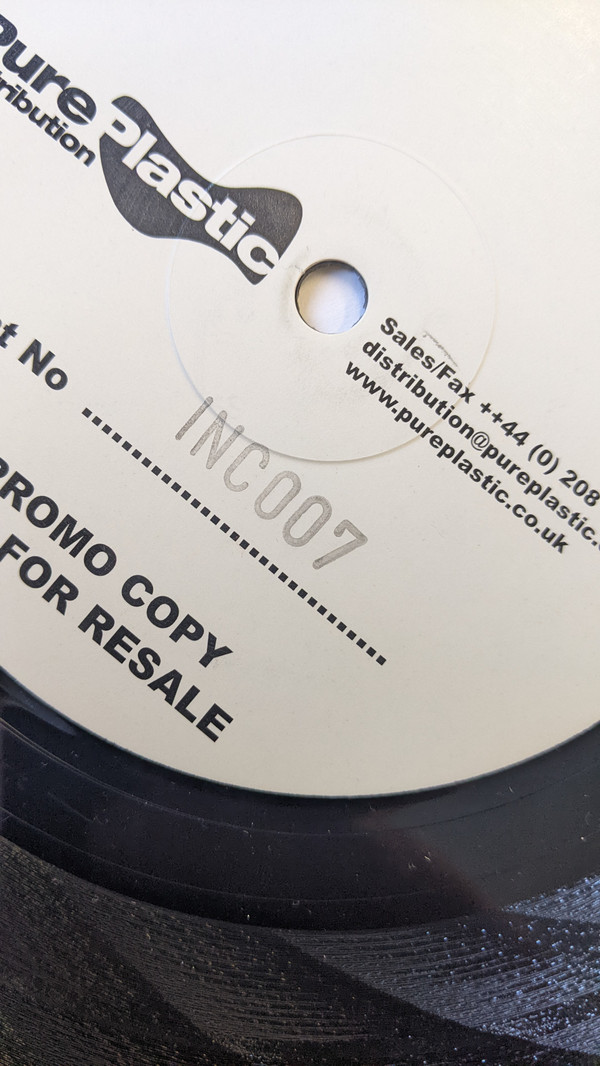 Pure Plastic
tribution
Sales/Fax ++44 (0) 208
distribution@pureplastic.
www.pureplastic.co.uk
t No
INC007
PROMO COPY
FOR RESALE